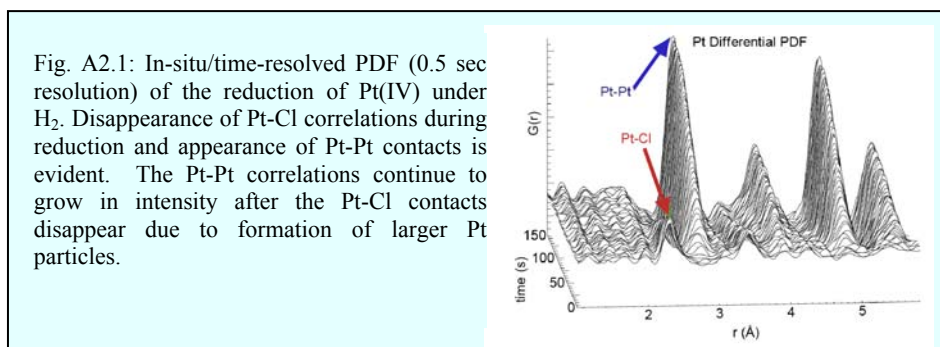 Fig. A2.1: In-situ/time-resolved PDF (0.5 sec
resolution) of the reduction of Pt(IV) under
H₂. Disappearance of Pt-Cl correlations during
reduction and appearance of Pt-Pt contacts is
evident. The Pt-Pt correlations continue to
grow in intensity after the Pt-Cl contacts
disappear due to formation of larger Pt
particles.
Pt Differential PDF
Pt-Pt
Pt-Cl
G(r)
150
100
50
0
time (s)
2 3 4 5
r (Å)